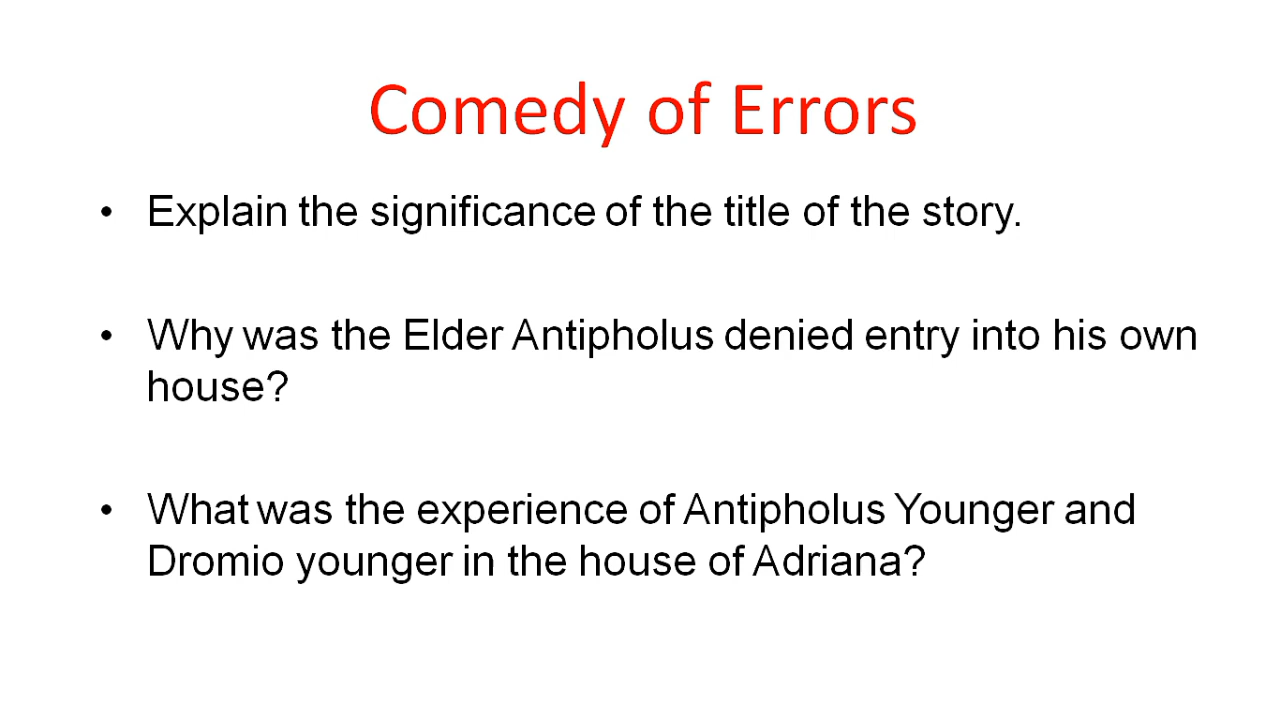 Comedy of Errors
• Explain the significance of the title of the story.
• Why was the Elder Antipholus denied entry into his own
house?
• What was the experience of Antipholus Younger and
Dromio younger in the house of Adriana?